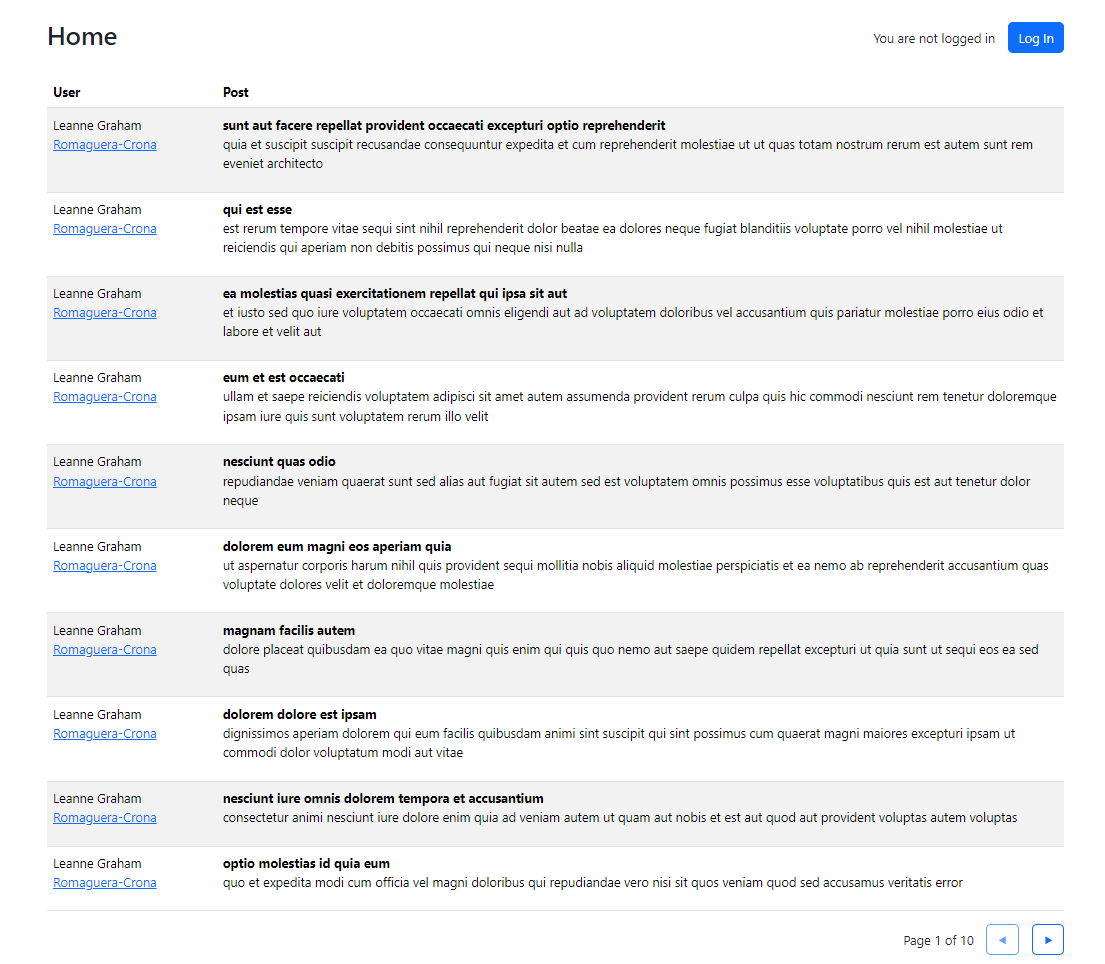 Home
You are not logged in
Log In
User Post
Leanne Graham
Romaguera-Crona
sunt aut facere repellat provident occaecati excepturi optio reprehenderit
quia et suscipit suscipit recusandae consequuntur expedita et cum reprehenderit molestiae ut ut quas totam nostrum rerum est autem sunt rem
eveniet architecto
Leanne Graham
Romaguera-Crona
qui est esse
est rerum tempore vitae sequi sint nihil reprehenderit dolor beatae ea dolores neque fugiat blanditiis voluptate porro vel nihil molestiae ut
reiciendis qui aperiam non debitis possimus qui neque nisi nulla
Leanne Graham
Romaguera-Crona
ea molestias quasi exercitationem repellat qui ipsa sit aut
et iusto sed quo iure voluptatem occaecati omnis eligendi aut ad voluptatem doloribus vel accusantium quis pariatur molestiae porro eius odio et
labore et velit aut
Leanne Graham
Romaguera-Crona
eum et est occaecati
ullam et saepe reiciendis voluptatem adipisci sit amet autem assumenda provident rerum culpa quis hic commodi nesciunt rem tenetur doloremque
ipsam iure quis sunt voluptatem rerum illo velit
Leanne Graham
Romaguera-Crona
nesciunt quas odio
repudiandae veniam quaerat sunt sed alias aut fugiat sit autem sed est voluptatem omnis possimus esse voluptatibus quis est aut tenetur dolor
neque
Leanne Graham
Romaguera-Crona
dolorem eum magni eos aperiam quia
ut aspernatur corporis harum nihil quis provident sequi mollitia nobis aliquid molestiae perspiciatis et ea nemo ab reprehenderit accusantium quas
voluptate dolores velit et doloremque molestiae
Leanne Graham
Romaguera-Crona
magnam facilis autem
dolore placeat quibusdam ea quo vitae magni quis enim qui quis quo nemo aut saepe quidem repellat excepturi ut quia sunt ut sequi eos ea sed
quas
Leanne Graham
Romaguera-Crona
dolorem dolore est ipsam
dignissimos aperiam dolorem qui eum facilis quibusdam animi sint suscipit qui sint possimus cum quaerat magni maiores excepturi ipsam ut
commodi dolor voluptatum modi aut vitae
Leanne Graham
Romaguera-Crona
nesciunt iure omnis dolorem tempora et accusantium
consectetur animi nesciunt iure dolore enim quia ad veniam autem ut quam aut nobis et est aut quod aut provident voluptas autem voluptas
Leanne Graham
Romaguera-Crona
optio molestias id quia eum
quo et expedita modi cum officia vel magni doloribus qui repudiandae vero nisi sit quos veniam quod sed accusamus veritatis error
Page 1 of 10